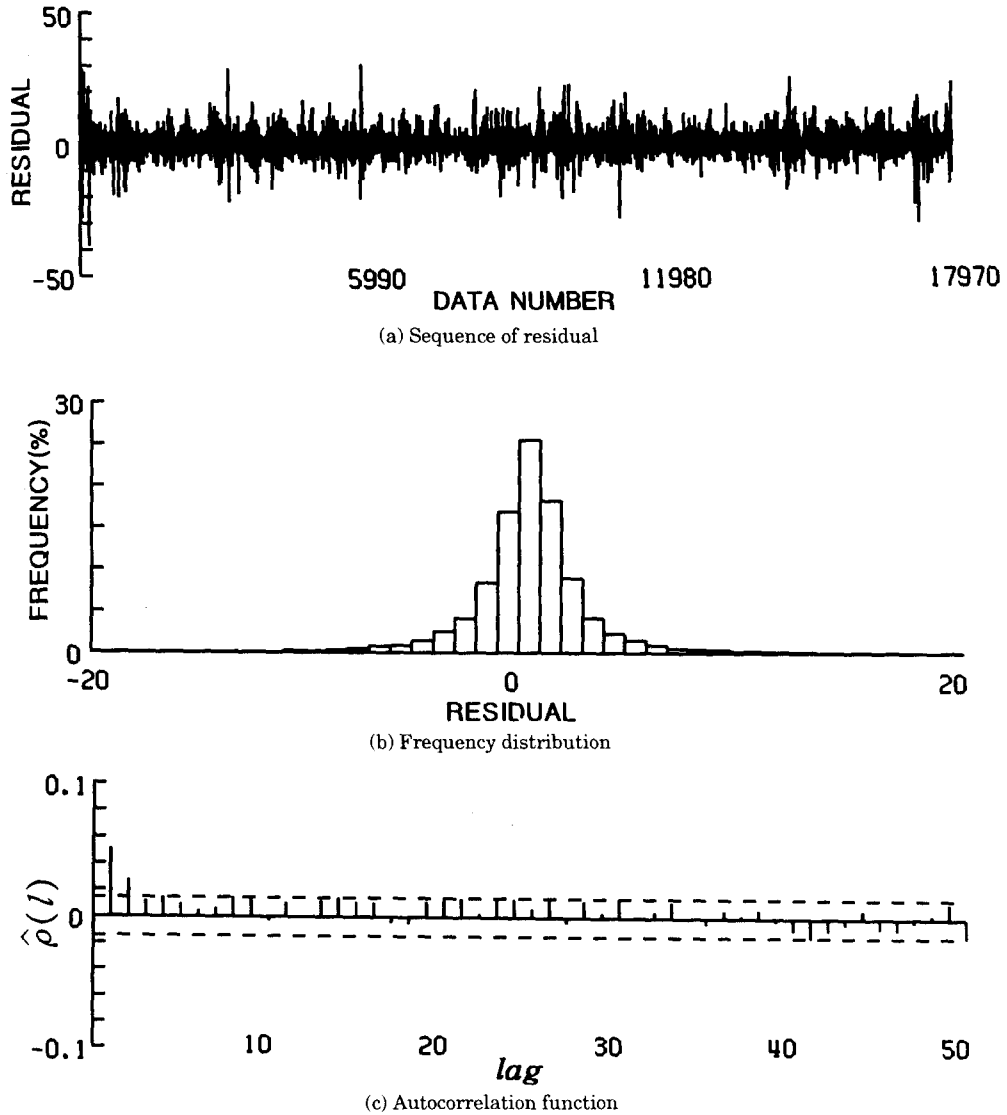 50
RESIDUAL
0
-50
5990
11980
17970
DATA NUMBER
(a) Sequence of residual
30
FREQUENCY(%)
0
-20
0
20
RESIDUAL
(b) Frequency distribution
0.1
ρ̂(l)
0
-0.1
10
20
30
40
50
lag
(c) Autocorrelation function